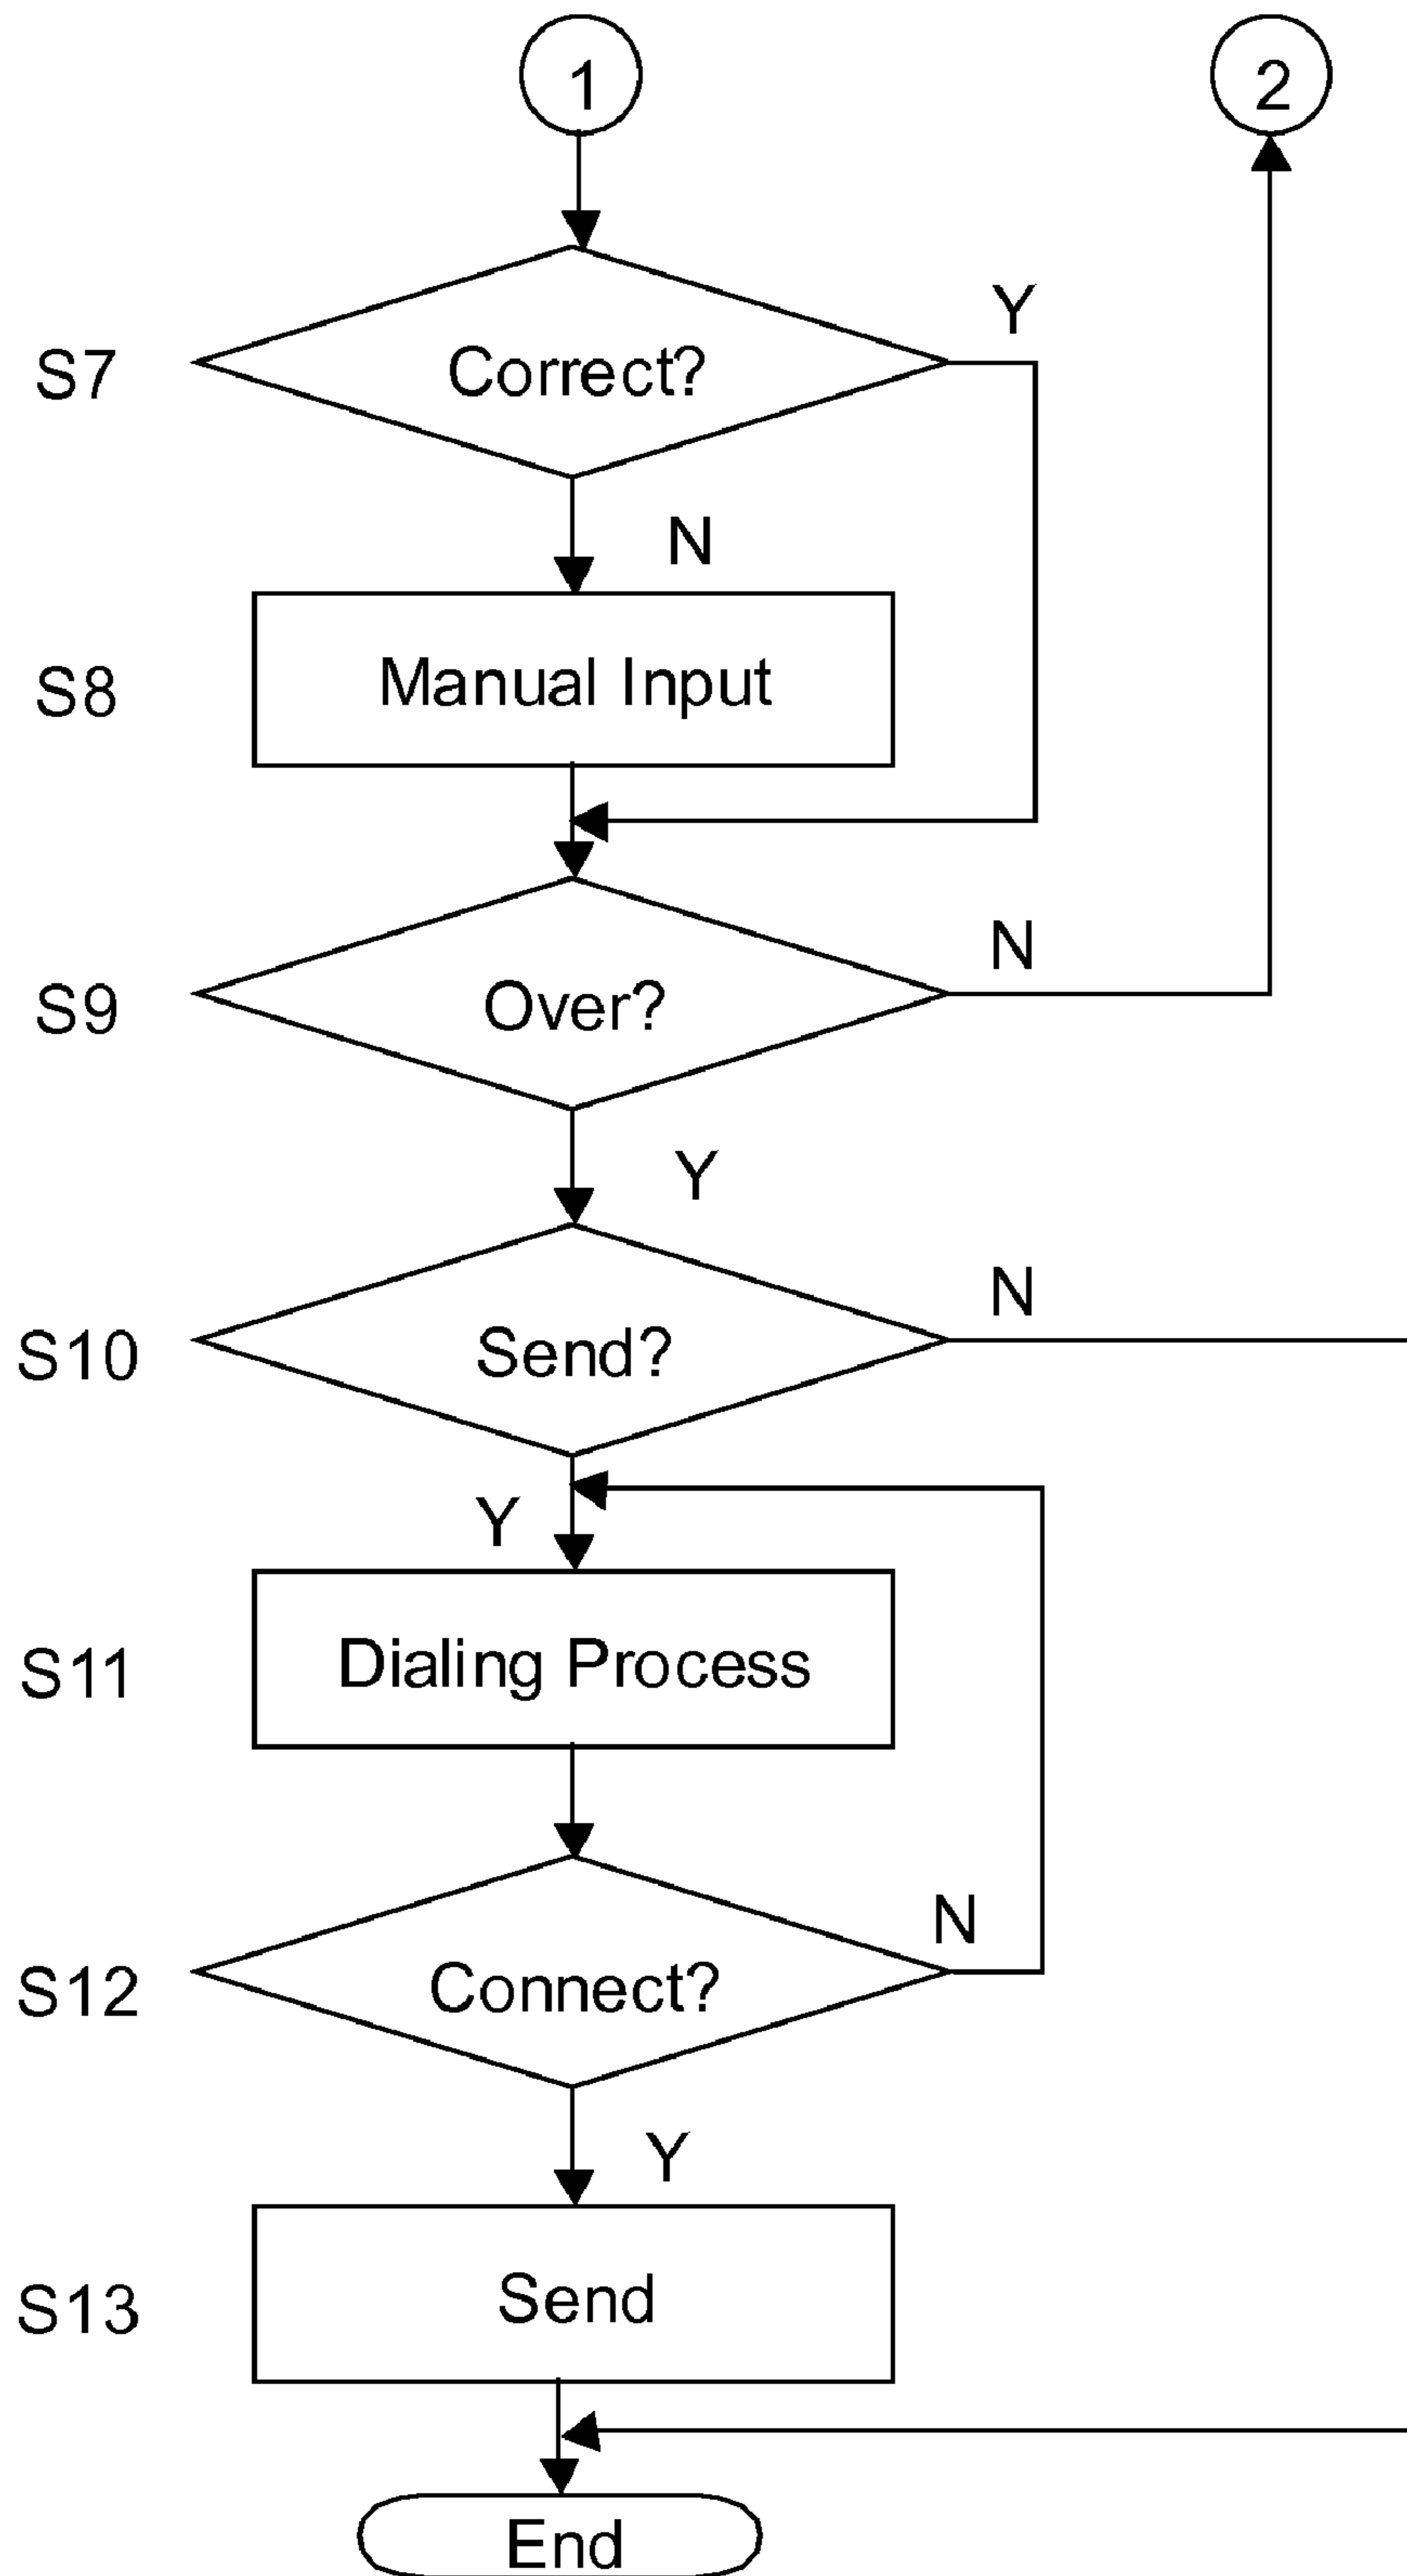 1
2
Y
S7
Correct?
N
S8
Manual Input
N
S9
Over?
Y
N
S10
Send?
Y
S11
Dialing Process
N
S12
Connect?
Y
S13
Send
End